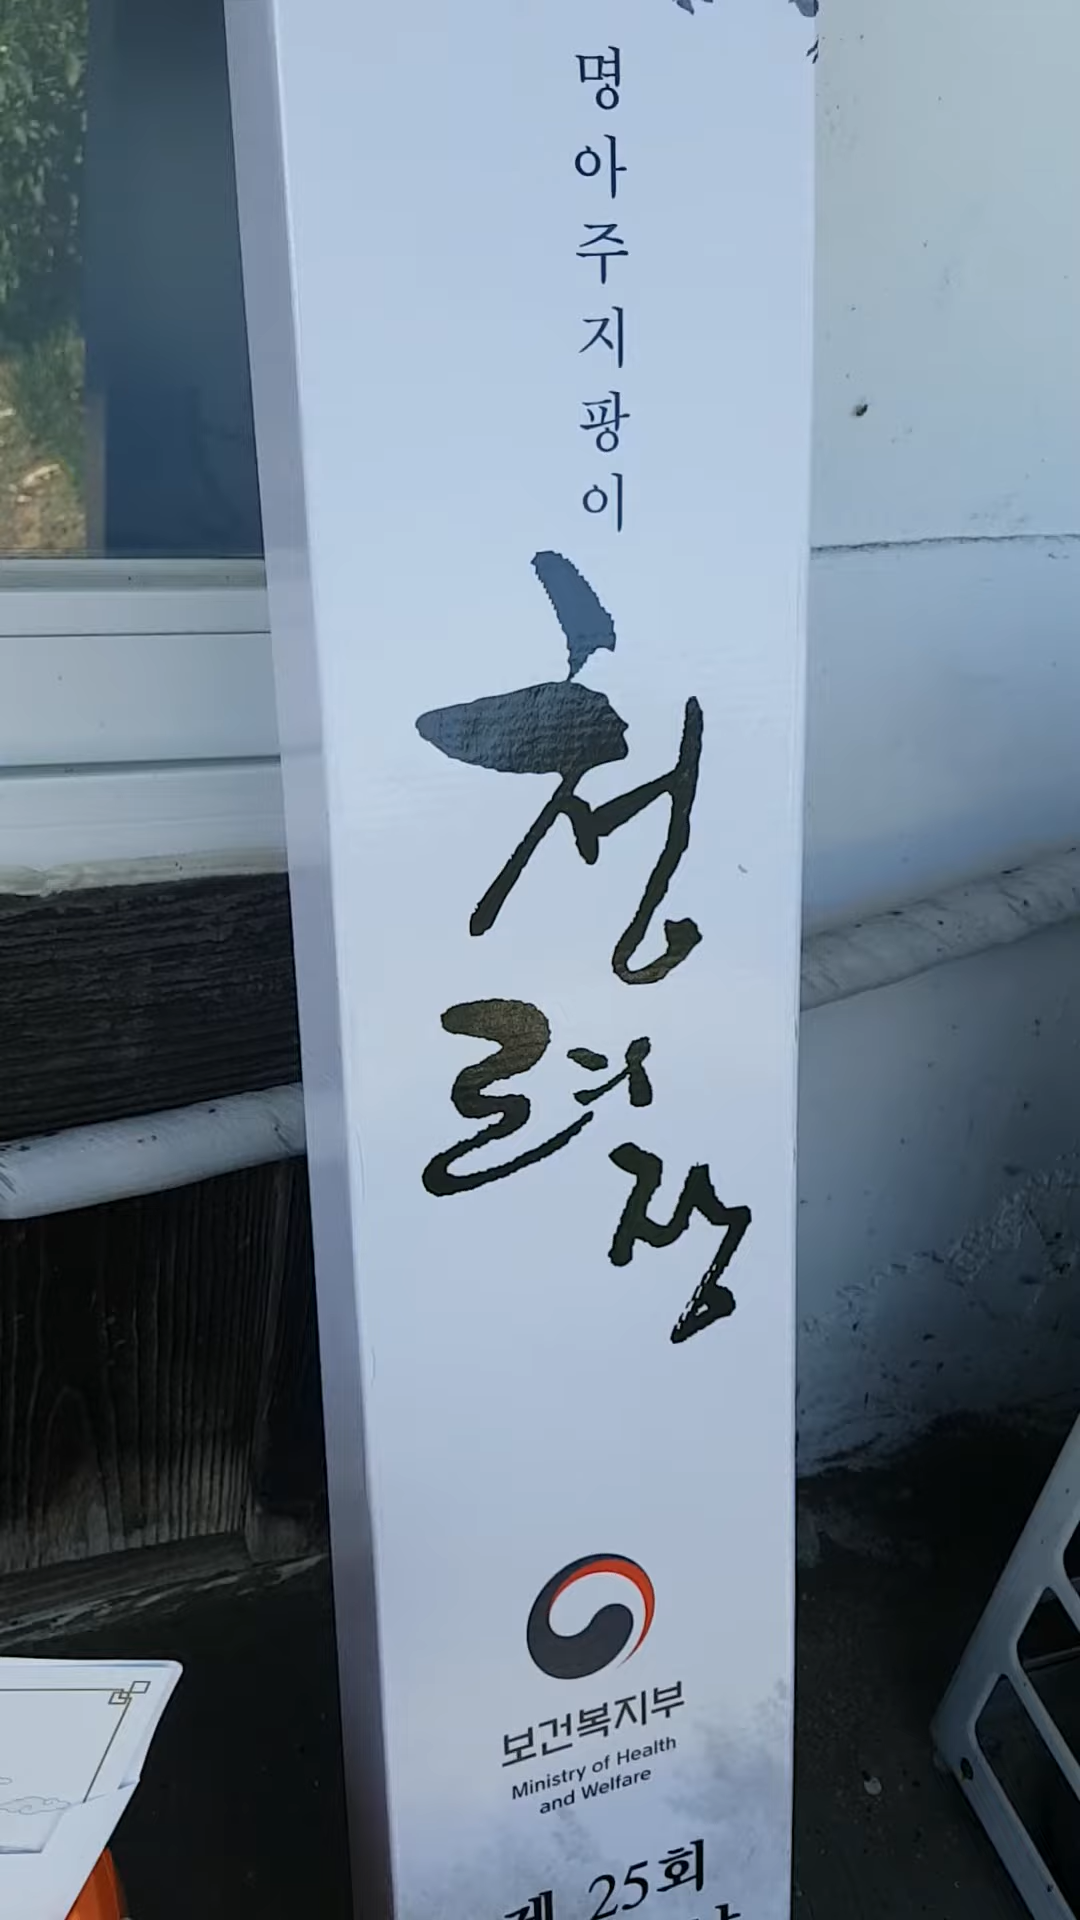 명아주지팡이
청려장
보건복지부
Ministry of Health
and Welfare
제 25회